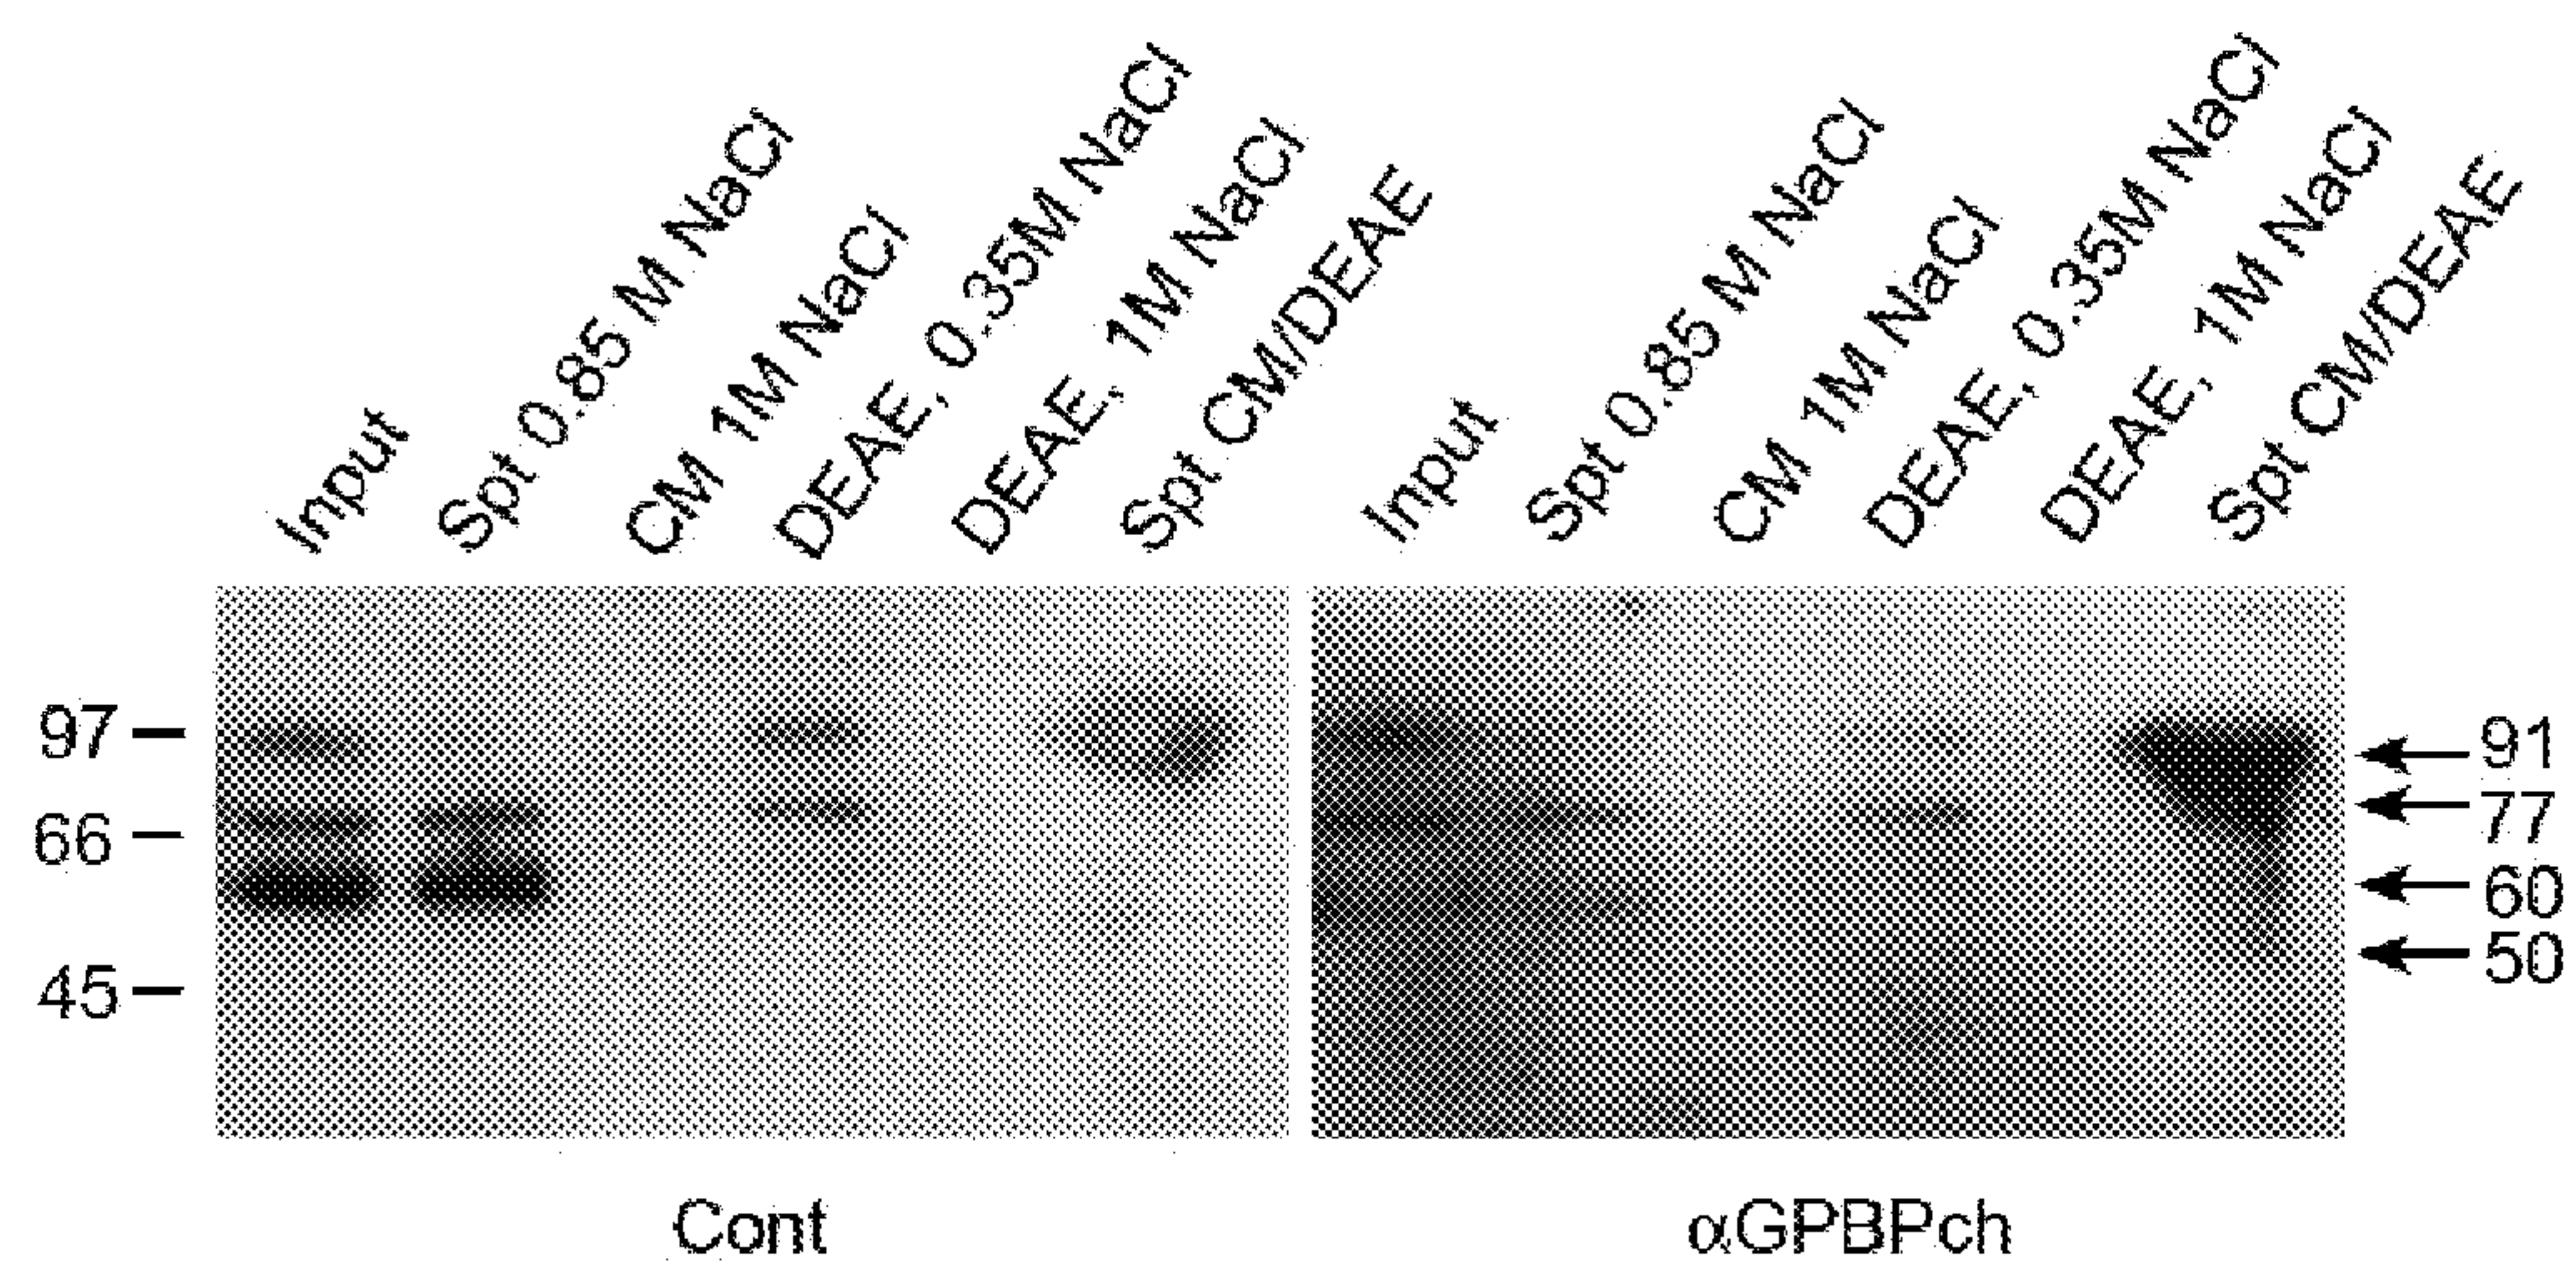 Input
Spt 0.85 M NaCl
CM 1M NaCl
DEAE, 0.35M NaCl
DEAE, 1M NaCl
Spt CM/DEAE
Input
Spt 0.85 M NaCl
CM 1M NaCl
DEAE, 0.35M NaCl
DEAE, 1M NaCl
Spt CM/DEAE
97
66
45
91
77
60
50
Cont
αGPBPch